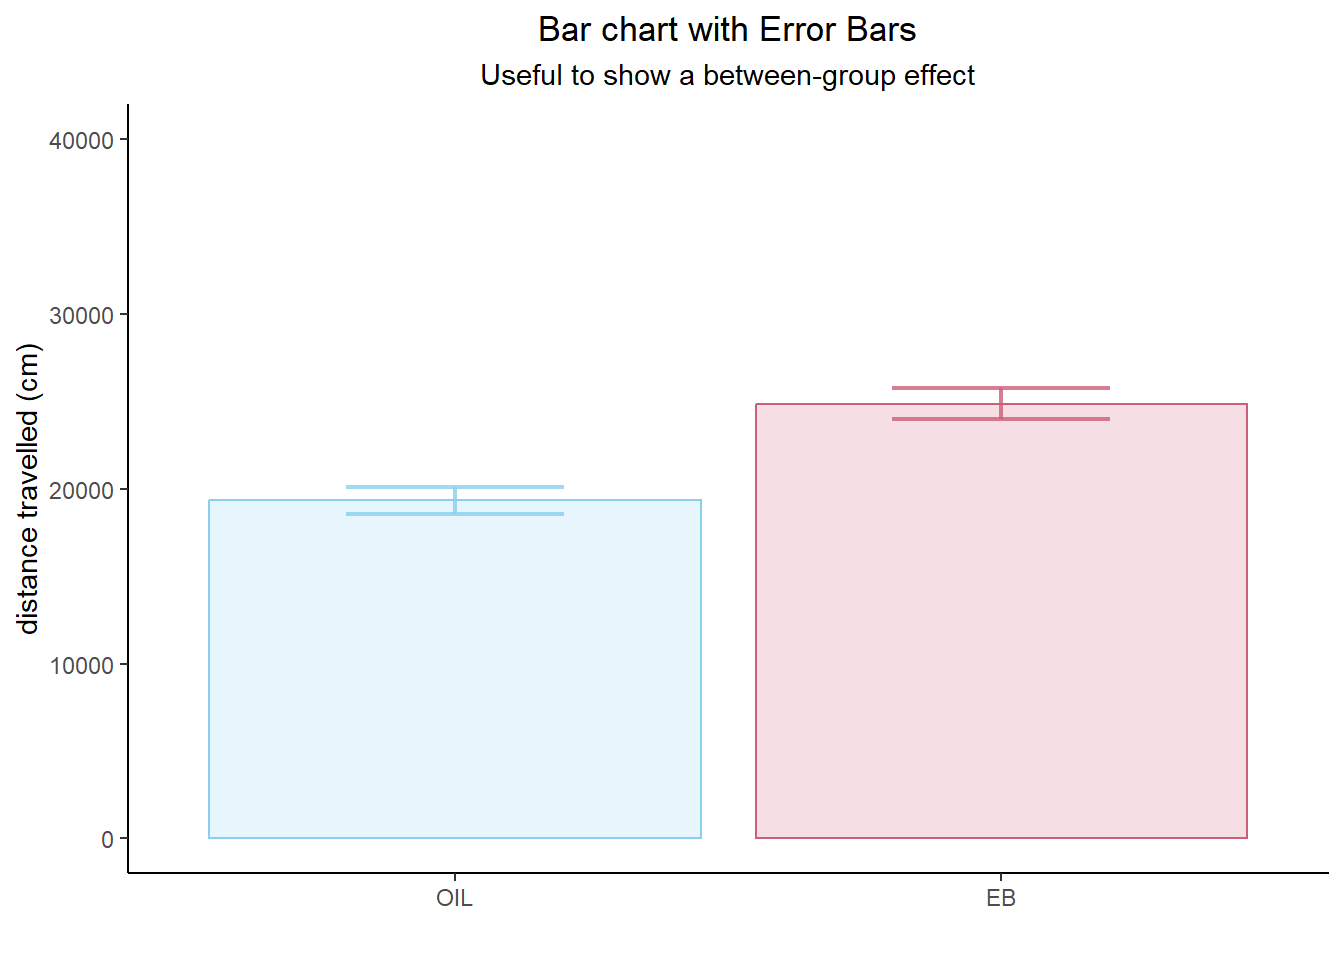 Bar chart with Error Bars
Useful to show a between-group effect
distance travelled (cm)
40000
30000
20000
10000
0
OIL
EB